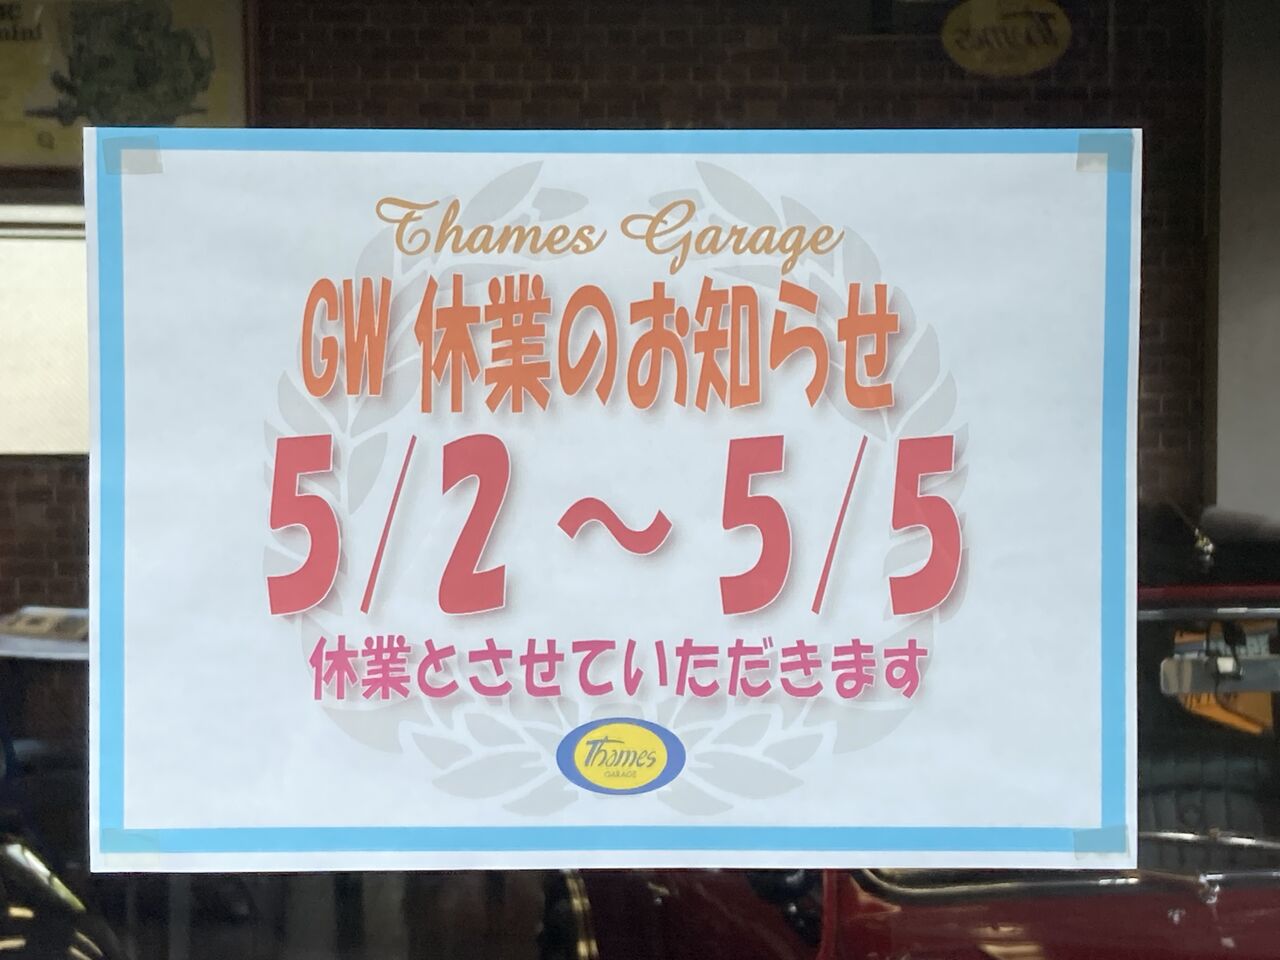 Thames Garage
GW 休業のお知らせ
5/2～5/5
休業とさせていただきます
Thames
GARAGE
Thames